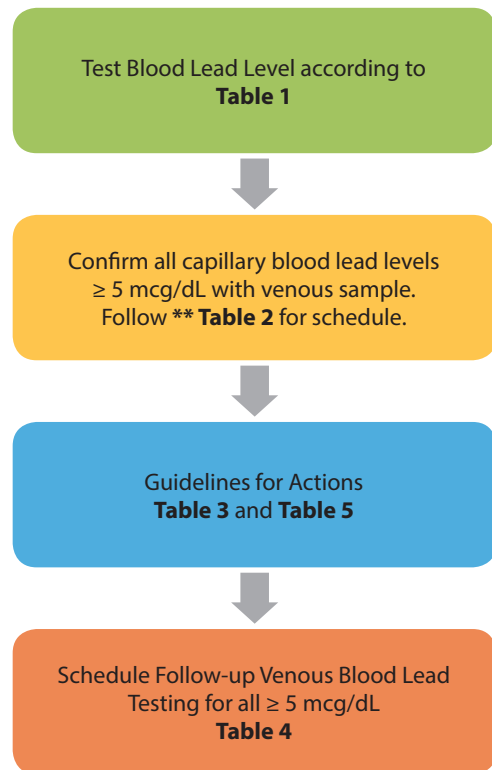 Test Blood Lead Level according to
Table 1
Confirm all capillary blood lead levels
≥ 5 mcg/dL with venous sample.
Follow ** Table 2 for schedule.
Guidelines for Actions
Table 3 and Table 5
Schedule Follow-up Venous Blood Lead
Testing for all ≥ 5 mcg/dL
Table 4